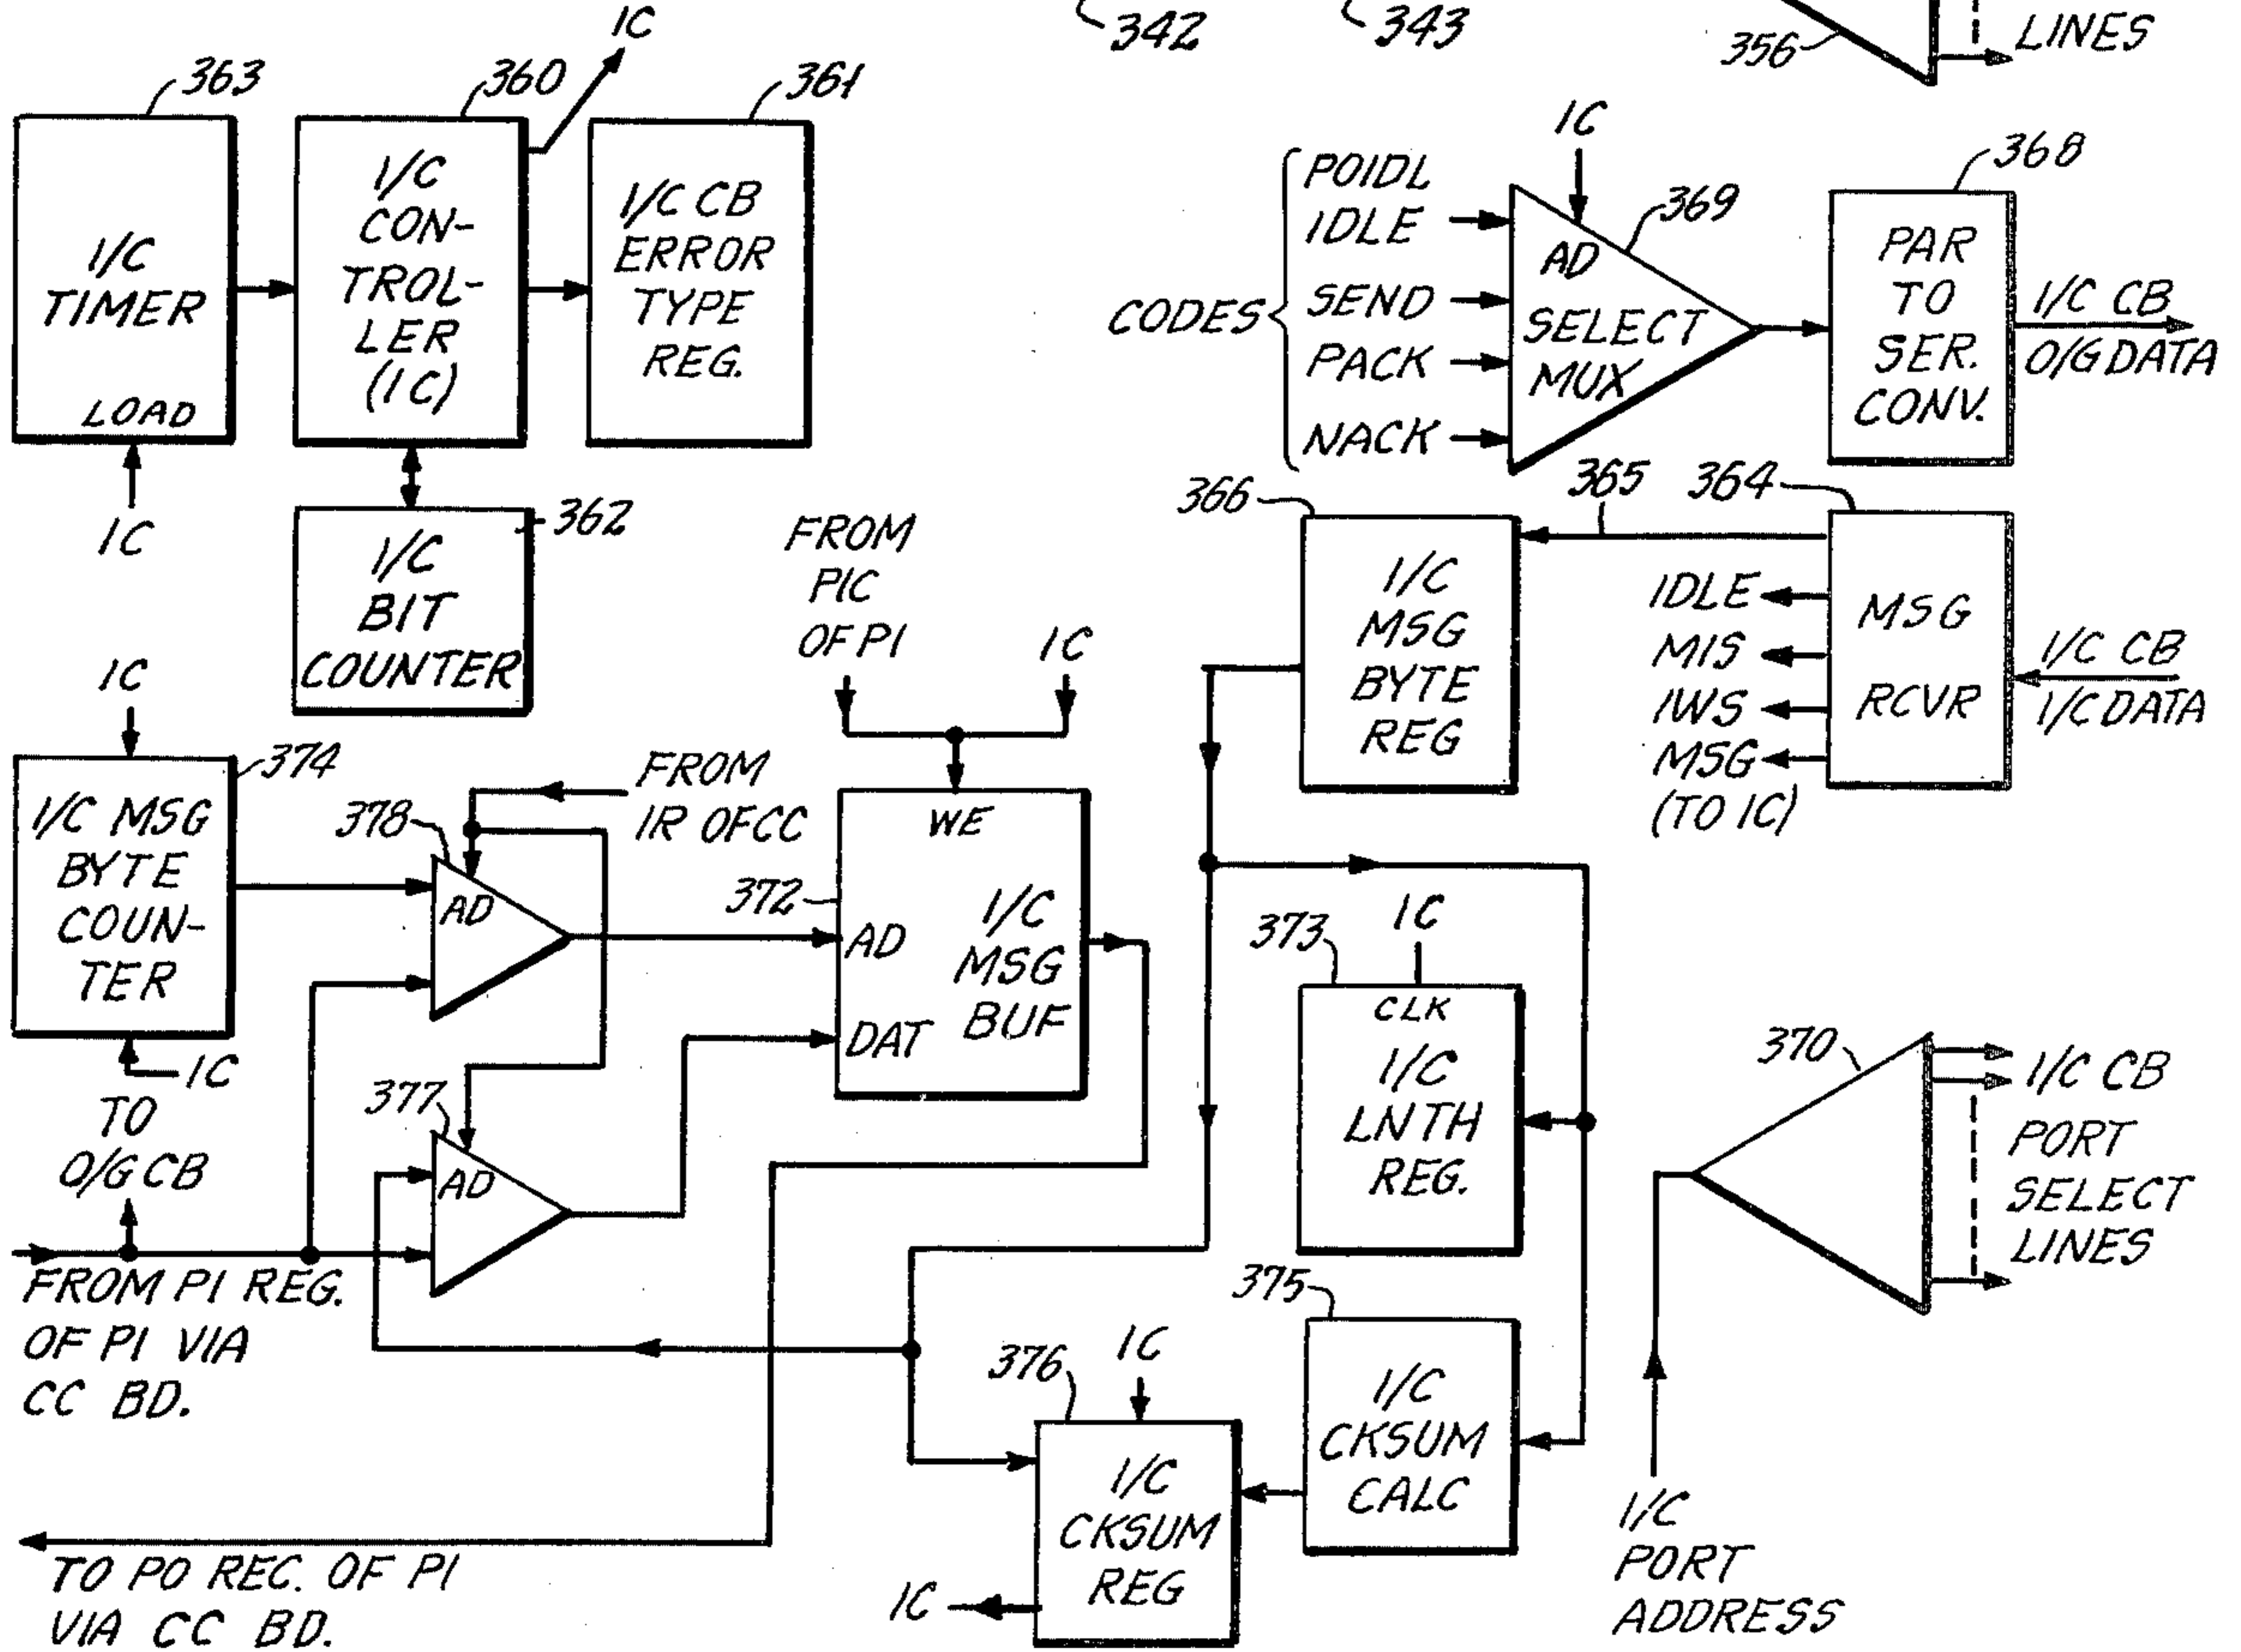 342
343
356
LINES
363
360
IC
361
I/C
TIMER
LOAD
IC
I/C
CON-
TROL-
LER
(IC)
I/C CB
ERROR
TYPE
REG.
362
I/C
BIT
COUNTER
IC
CODES
POIDL
IDLE
SEND
PACK
NACK
369
AD
SELECT
MUX
368
PAR
TO
SER.
CONV.
I/C CB
O/G DATA
366
365
364
I/C
MSG
BYTE
REG
IDLE
MIS
IWS
MSG
(TO IC)
MSG
RCVR
I/C CB
I/C DATA
FROM
PIC
OF PI
IC
IC
374
I/C MSG
BYTE
COUN-
TER
IC
378
AD
FROM
IR OF CC
372
WE
AD
DAT
I/C
MSG
BUF
373
IC
CLK
I/C
LNTH
REG.
370
I/C CB
PORT
SELECT
LINES
TO
O/G CB
377
AD
FROM PI REG.
OF PI VIA
CC BD.
375
I/C
CKSUM
CALC
376
IC
I/C
CKSUM
REG
IC
I/C
PORT
ADDRESS
TO PO REC. OF PI
VIA CC BD.